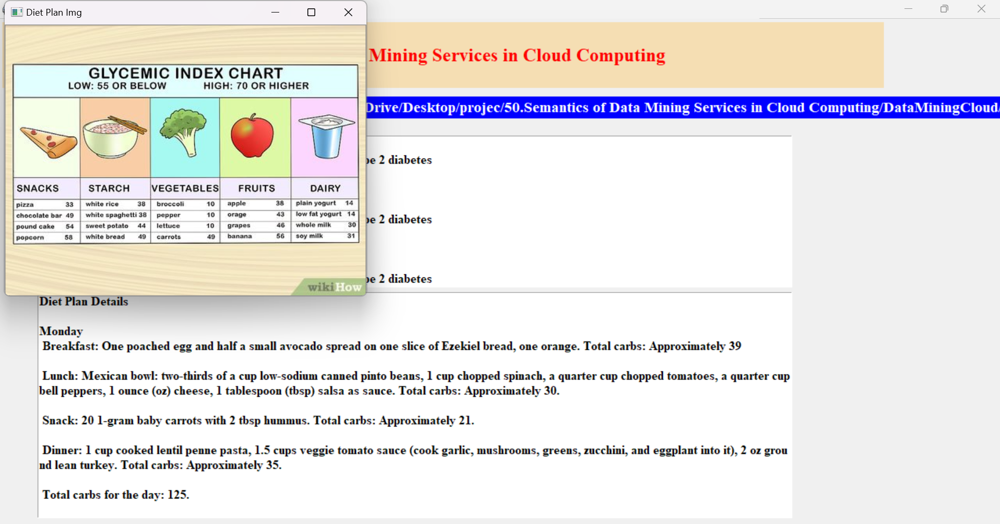 Diet Plan Img
Mining Services in Cloud Computing
Drive/Desktop/projec/50.Semantics of Data Mining Services in Cloud Computing/DataMiningCloud/
GLYCEMIC INDEX CHART
LOW: 55 OR BELOW HIGH: 70 OR HIGHER
SNACKS STARCH VEGETABLES FRUITS DAIRY
pizza 33 white rice 38 broccoli 10 apple 38 plain yogurt 14
chocolate bar 49 white spaghetti 38 pepper 10 orage 43 low fat yogurt 14
pound cake 54 sweet potato 44 lettuce 10 grapes 46 whole milk 30
popcorn 58 white bread 49 carrots 49 banana 56 soy milk 31
wikiHow
pe 2 diabetes
pe 2 diabetes
pe 2 diabetes
Diet Plan Details
Monday
Breakfast: One poached egg and half a small avocado spread on one slice of Ezekiel bread, one orange. Total carbs: Approximately 39
Lunch: Mexican bowl: two-thirds of a cup low-sodium canned pinto beans, 1 cup chopped spinach, a quarter cup chopped tomatoes, a quarter cup
bell peppers, 1 ounce (oz) cheese, 1 tablespoon (tbsp) salsa as sauce. Total carbs: Approximately 30.
Snack: 20 1-gram baby carrots with 2 tbsp hummus. Total carbs: Approximately 21.
Dinner: 1 cup cooked lentil penne pasta, 1.5 cups veggie tomato sauce (cook garlic, mushrooms, greens, zucchini, and eggplant into it), 2 oz grou
nd lean turkey. Total carbs: Approximately 35.
Total carbs for the day: 125.